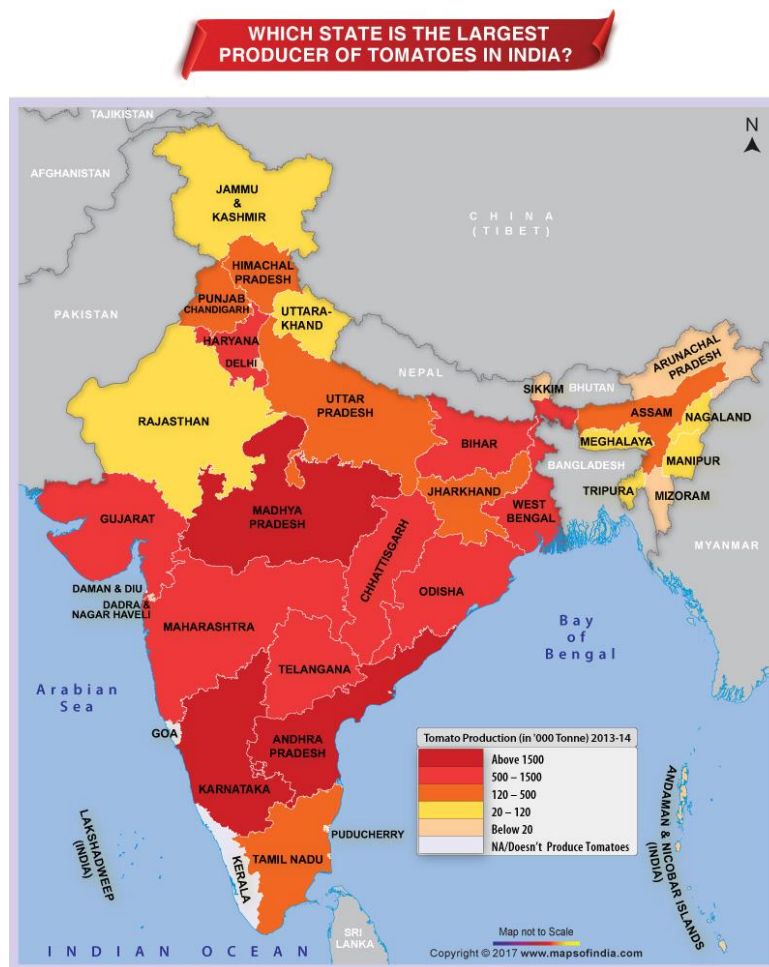 WHICH STATE IS THE LARGEST
PRODUCER OF TOMATOES IN INDIA?
TAJIKISTAN
N
AFGHANISTAN
JAMMU
&
KASHMIR
CHINA
(TIBET)
HIMACHAL
PRADESH
PUNJAB
CHANDIGARH
PAKISTAN
UTTARA-
KHAND
HARYANA
DELHI
NEPAL
ARUNACHAL
PRADESH
SIKKIM
BHUTAN
UTTAR
PRADESH
RAJASTHAN
ASSAM
NAGALAND
BIHAR
MEGHALAYA
MANIPUR
BANGLADESH
JHARKHAND
TRIPURA
MIZORAM
MADHYA
PRADESH
WEST
BENGAL
GUJARAT
MYANMAR
CHHATTISGARH
DAMAN & DIU
DADRA &
NAGAR HAVELI
ODISHA
MAHARASHTRA
Bay
of
Bengal
TELANGANA
Arabian
Sea
GOA
ANDHRA
PRADESH
KARNATAKA
Tomato Production (in '000 Tonne) 2013-14
Above 1500
500 – 1500
120 – 500
20 – 120
Below 20
NA/Doesn't Produce Tomatoes
LAKSHADWEEP
(INDIA)
KERALA
TAMIL NADU
PUDUCHERRY
ANDAMAN & NICOBAR ISLANDS
(INDIA)
SRI
LANKA
INDIAN OCEAN
Map not to Scale
Copyright © 2017 www.mapsofindia.com